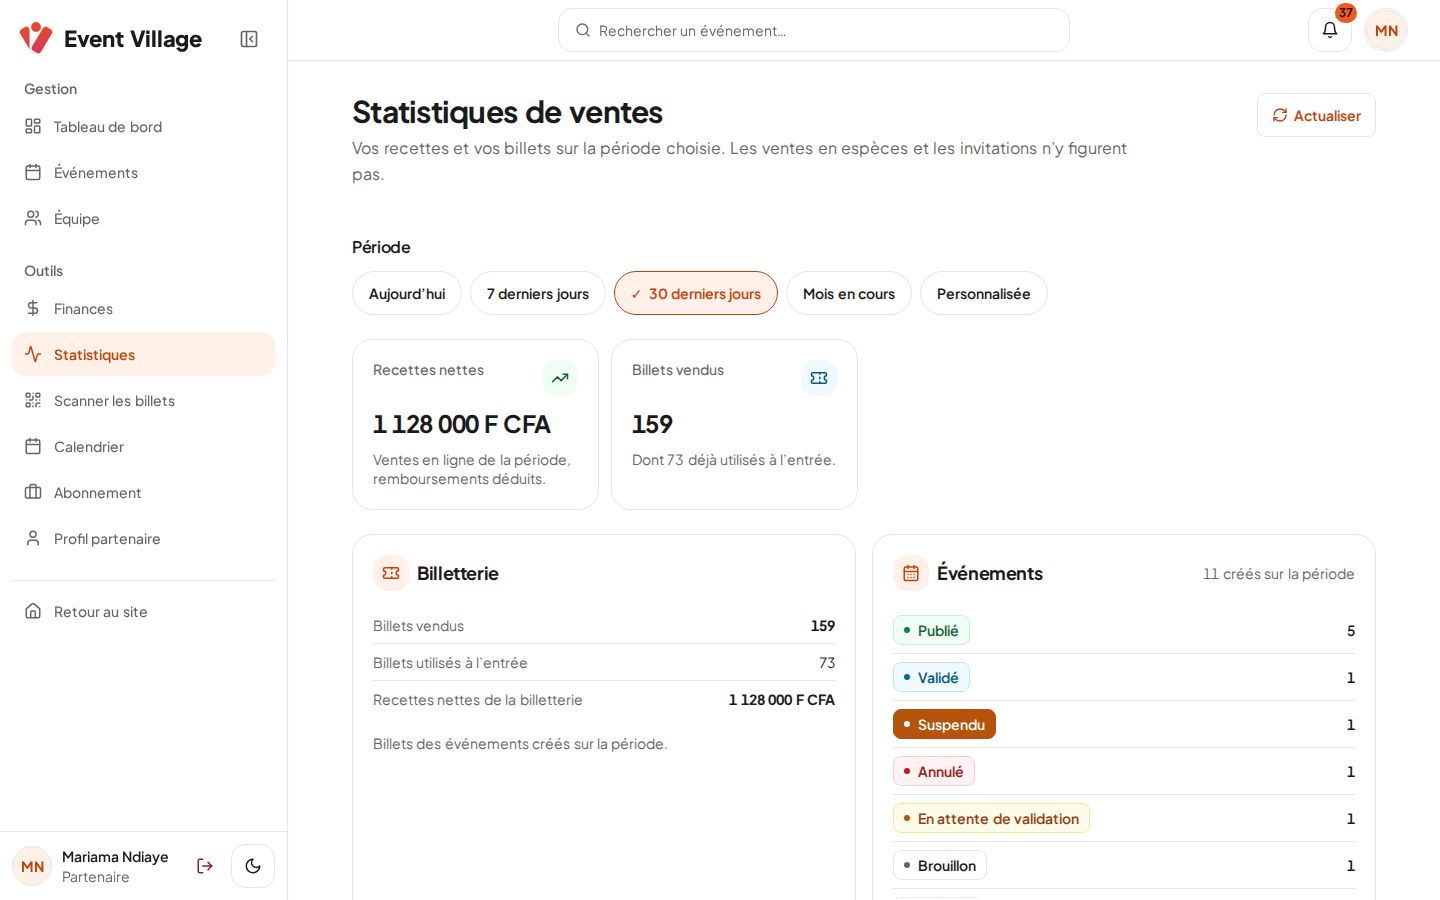 Event Village
Gestion
Tableau de bord
Événements
Équipe
Outils
Finances
Statistiques
Scanner les billets
Calendrier
Abonnement
Profil partenaire
Retour au site
MN
Mariama Ndiaye
Partenaire
Rechercher un événement…
37
MN
Statistiques de ventes
Actualiser
Vos recettes et vos billets sur la période choisie. Les ventes en espèces et les invitations n’y figurent
pas.
Période
Aujourd’hui
7 derniers jours
✓ 30 derniers jours
Mois en cours
Personnalisée
Recettes nettes
1 128 000 F CFA
Ventes en ligne de la période,
remboursements déduits.
Billets vendus
159
Dont 73 déjà utilisés à l’entrée.
Billetterie
Billets vendus 159
Billets utilisés à l’entrée 73
Recettes nettes de la billetterie 1 128 000 F CFA
Billets des événements créés sur la période.
Événements 11 créés sur la période
Publié 5
Validé 1
Suspendu 1
Annulé 1
En attente de validation 1
Brouillon 1